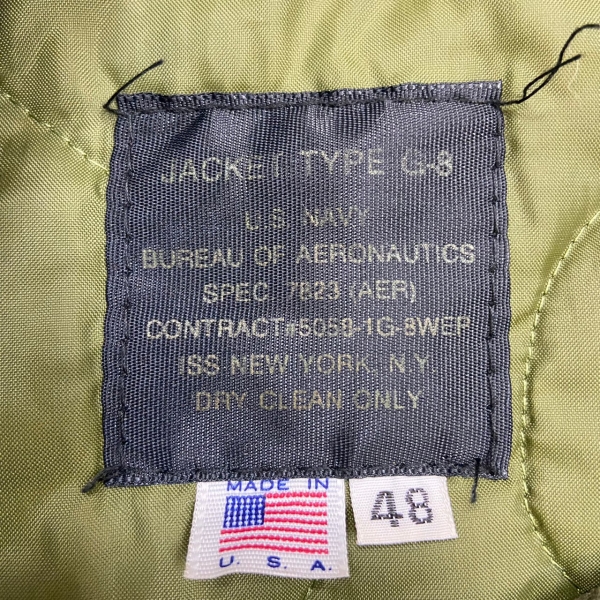 JACKET TYPE G-8
U.S. NAVY
BUREAU OF AERONAUTICS
SPEC 7823 (AER)
CONTRACT#5058-1G-8WEP
ISS NEW YORK, N.Y.
DRY CLEAN ONLY
MADE IN
U.S.A.
48